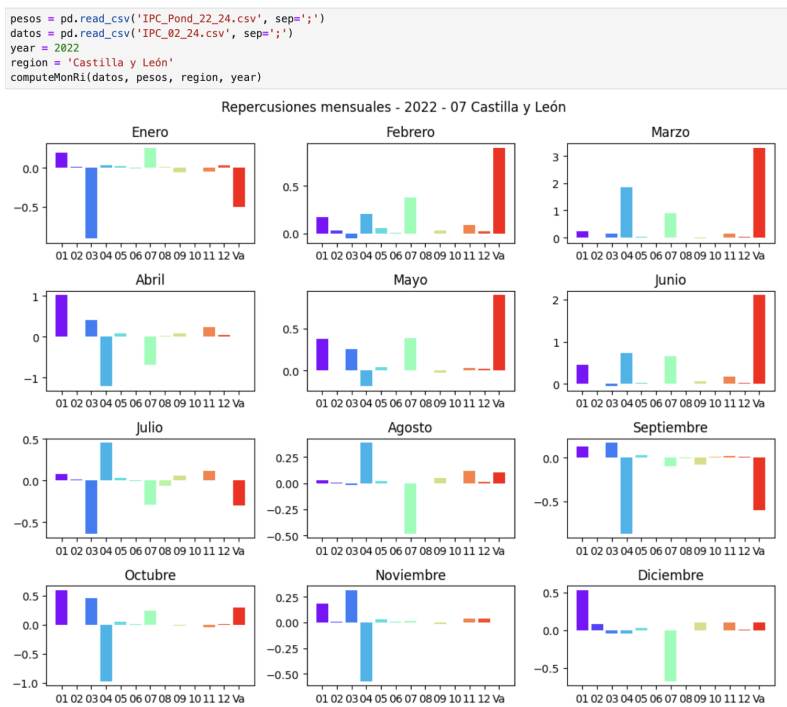 pesos = pd.read_csv('IPC_Pond_22_24.csv', sep=';')
datos = pd.read_csv('IPC_02_24.csv', sep=';')
year = 2022
region = 'Castilla y León'
computeMonRi(datos, pesos, region, year)
Repercusiones mensuales - 2022 - 07 Castilla y León
Enero
0.0
−0.5
01 02 03 04 05 06 07 08 09 10 11 12 Va
Febrero
0.5
0.0
01 02 03 04 05 06 07 08 09 10 11 12 Va
Marzo
3
2
1
0
01 02 03 04 05 06 07 08 09 10 11 12 Va
Abril
1
0
−1
01 02 03 04 05 06 07 08 09 10 11 12 Va
Mayo
0.5
0.0
01 02 03 04 05 06 07 08 09 10 11 12 Va
Junio
2
1
0
01 02 03 04 05 06 07 08 09 10 11 12 Va
Julio
0.5
0.0
−0.5
01 02 03 04 05 06 07 08 09 10 11 12 Va
Agosto
0.25
0.00
−0.25
−0.50
01 02 03 04 05 06 07 08 09 10 11 12 Va
Septiembre
0.0
−0.5
01 02 03 04 05 06 07 08 09 10 11 12 Va
Octubre
0.5
0.0
−0.5
−1.0
01 02 03 04 05 06 07 08 09 10 11 12 Va
Noviembre
0.25
0.00
−0.25
−0.50
01 02 03 04 05 06 07 08 09 10 11 12 Va
Diciembre
0.5
0.0
−0.5
01 02 03 04 05 06 07 08 09 10 11 12 Va